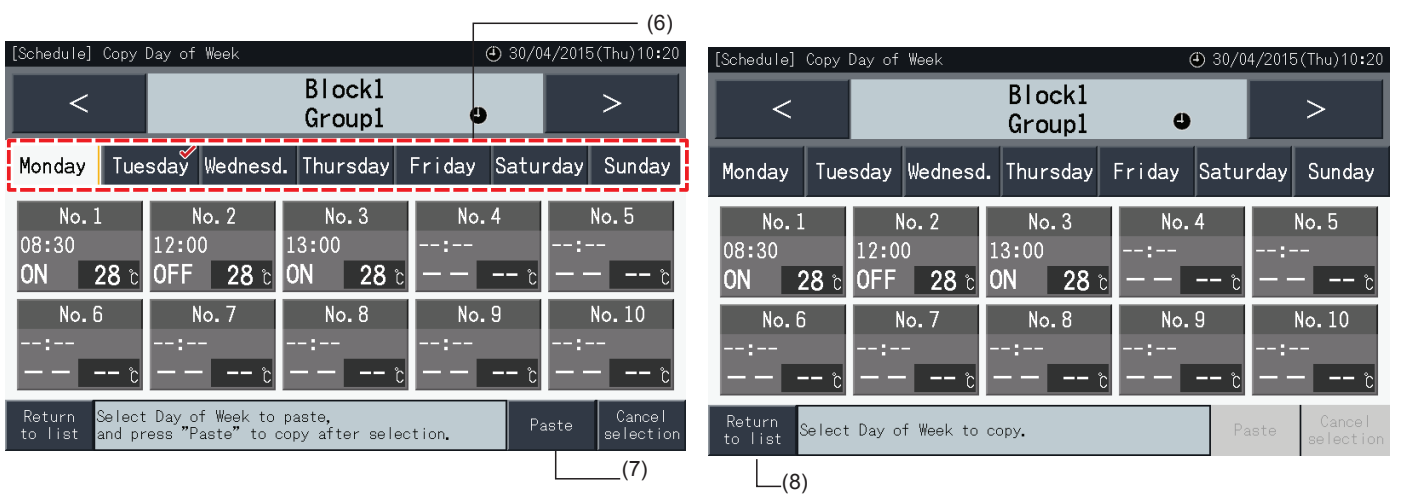 (6)
[Schedule] Copy Day of Week 30/04/2015(Thu)10:20
< Block1 >
Group1
Monday Tuesday Wednesd. Thursday Friday Saturday Sunday
No.1 No.2 No.3 No.4 No.5
08:30 12:00 13:00 --:-- --:--
ON 28℃ OFF 28℃ ON 28℃ -- --℃ -- --℃
No.6 No.7 No.8 No.9 No.10
--:-- --:-- --:-- --:-- --:--
-- --℃ -- --℃ -- --℃ -- --℃ -- --℃
Return to list
Select Day of Week to paste,
and press "Paste" to copy after selection.
Paste
Cancel
selection
(7)
[Schedule] Copy Day of Week 30/04/2015(Thu)10:20
< Block1 >
Group1
Monday Tuesday Wednesd. Thursday Friday Saturday Sunday
No.1 No.2 No.3 No.4 No.5
08:30 12:00 13:00 --:-- --:--
ON 28℃ OFF 28℃ ON 28℃ -- --℃ -- --℃
No.6 No.7 No.8 No.9 No.10
--:-- --:-- --:-- --:-- --:--
-- --℃ -- --℃ -- --℃ -- --℃ -- --℃
Return
to list
Select Day of Week to copy.
Paste
Cancel
selection
(8)